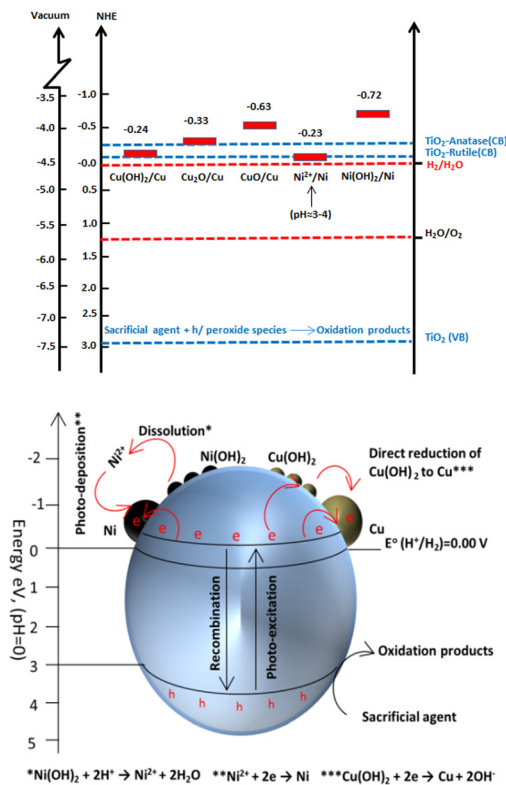 Vacuum
NHE
-3.5
-4.0
-4.5
-5.0
-5.5
-6.0
-6.5
-7.0
-7.5
-1.0
-0.5
-0.0
0.5
1.0
1.5
2.0
2.5
3.0
-0.24
-0.33
-0.63
-0.23
-0.72
Cu(OH)₂/Cu
Cu₂O/Cu
CuO/Cu
Ni²⁺/Ni
Ni(OH)₂/Ni
(pH≈3-4)
TiO₂-Anatase(CB)
TiO₂-Rutile(CB)
H₂/H₂O
H₂O/O₂
Sacrificial agent + h/ peroxide species → Oxidation products
TiO₂ (VB)
Photo-deposition**
Ni²⁺
Dissolution*
Ni(OH)₂
Cu(OH)₂
Direct reduction of
Cu(OH)₂ to Cu***
Ni
Cu
e e e e e e e e
E° (H⁺/H₂)=0.00 V
Energy eV, (pH=0)
-2
-1
0
1
2
3
4
5
Recombination
Photo-excitation
h h h h h
Oxidation products
Sacrificial agent
*Ni(OH)₂ + 2H⁺ → Ni²⁺ + 2H₂O **Ni²⁺ + 2e → Ni ***Cu(OH)₂ + 2e → Cu + 2OH⁻